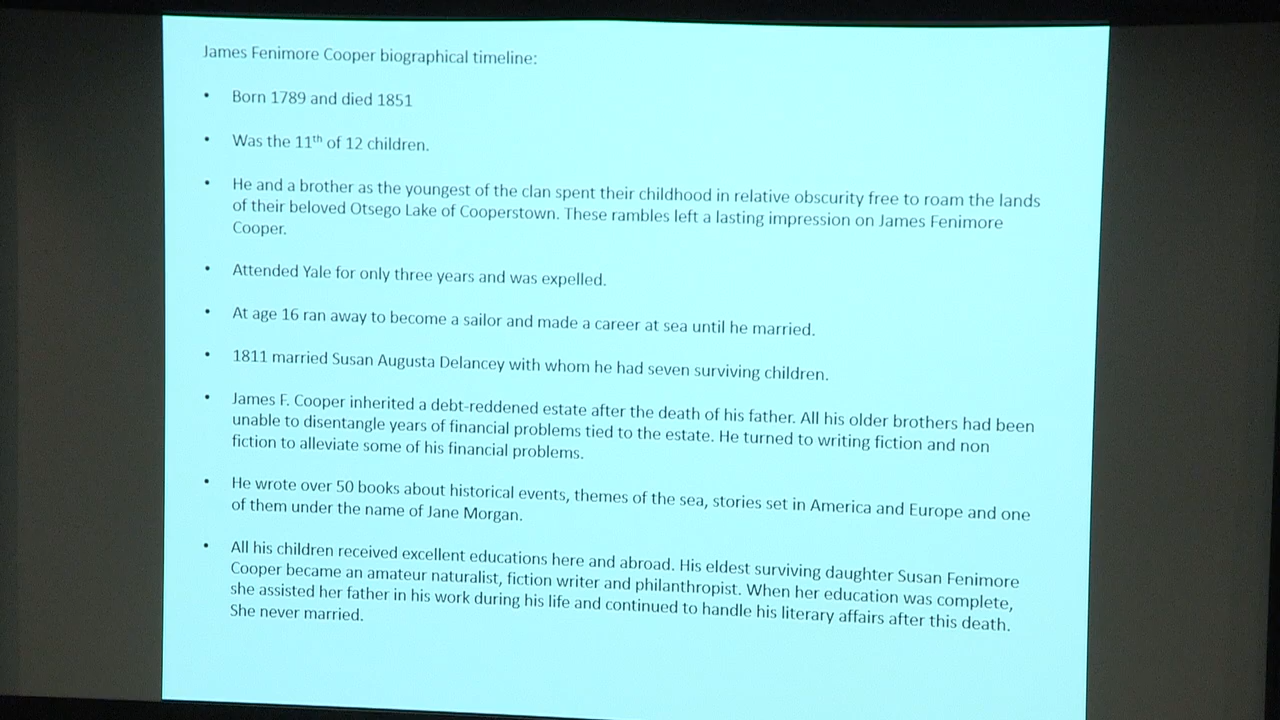 James Fenimore Cooper biographical timeline:
• Born 1789 and died 1851
• Was the 11th of 12 children.
• He and a brother as the youngest of the clan spent their childhood in relative obscurity free to roam the lands
of their beloved Otsego Lake of Cooperstown. These rambles left a lasting impression on James Fenimore
Cooper.
• Attended Yale for only three years and was expelled.
• At age 16 ran away to become a sailor and made a career at sea until he married.
• 1811 married Susan Augusta Delancey with whom he had seven surviving children.
• James F. Cooper inherited a debt-reddened estate after the death of his father. All his older brothers had been
unable to disentangle years of financial problems tied to the estate. He turned to writing fiction and non
fiction to alleviate some of his financial problems.
• He wrote over 50 books about historical events, themes of the sea, stories set in America and Europe and one
of them under the name of Jane Morgan.
• All his children received excellent educations here and abroad. His eldest surviving daughter Susan Fenimore
Cooper became an amateur naturalist, fiction writer and philanthropist. When her education was complete,
she assisted her father in his work during his life and continued to handle his literary affairs after this death.
She never married.